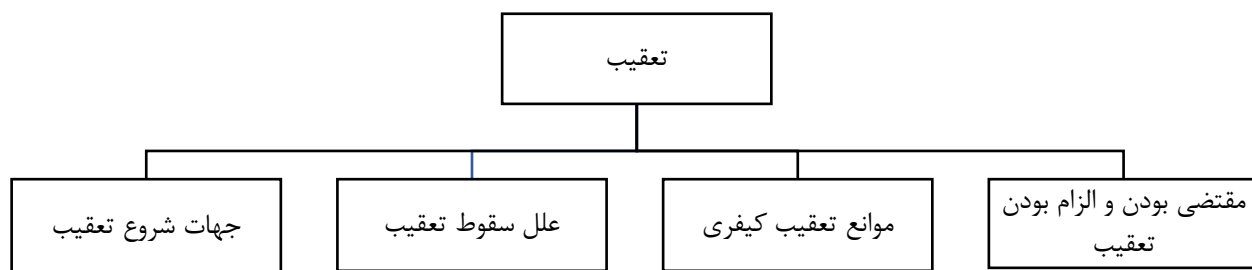 تعقیب
مقتضی بودن و الزام بودن
تعقیب
موانع تعقیب کیفری
علل سقوط تعقیب
جهات شروع تعقیب